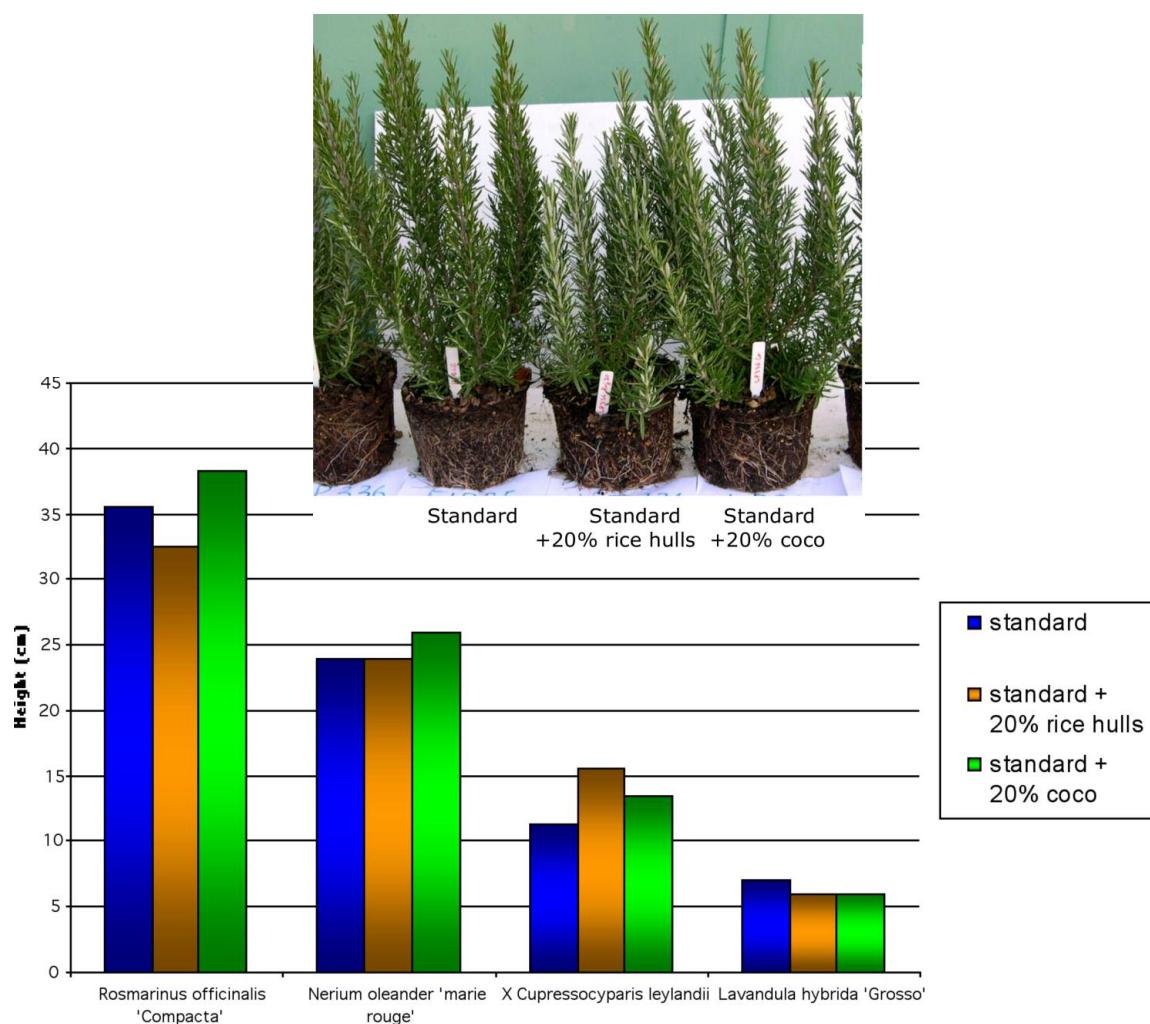 45
40
35
30
25
20
15
10
5
0
Height (cm)
Standard
Standard
+20% rice hulls
Standard
+20% coco
standard
standard +
20% rice hulls
standard +
20% coco
Rosmarinus officinalis
'Compacta'
Nerium oleander 'marie
rouge'
X Cupressocyparis leylandii
Lavandula hybrida 'Grosso'